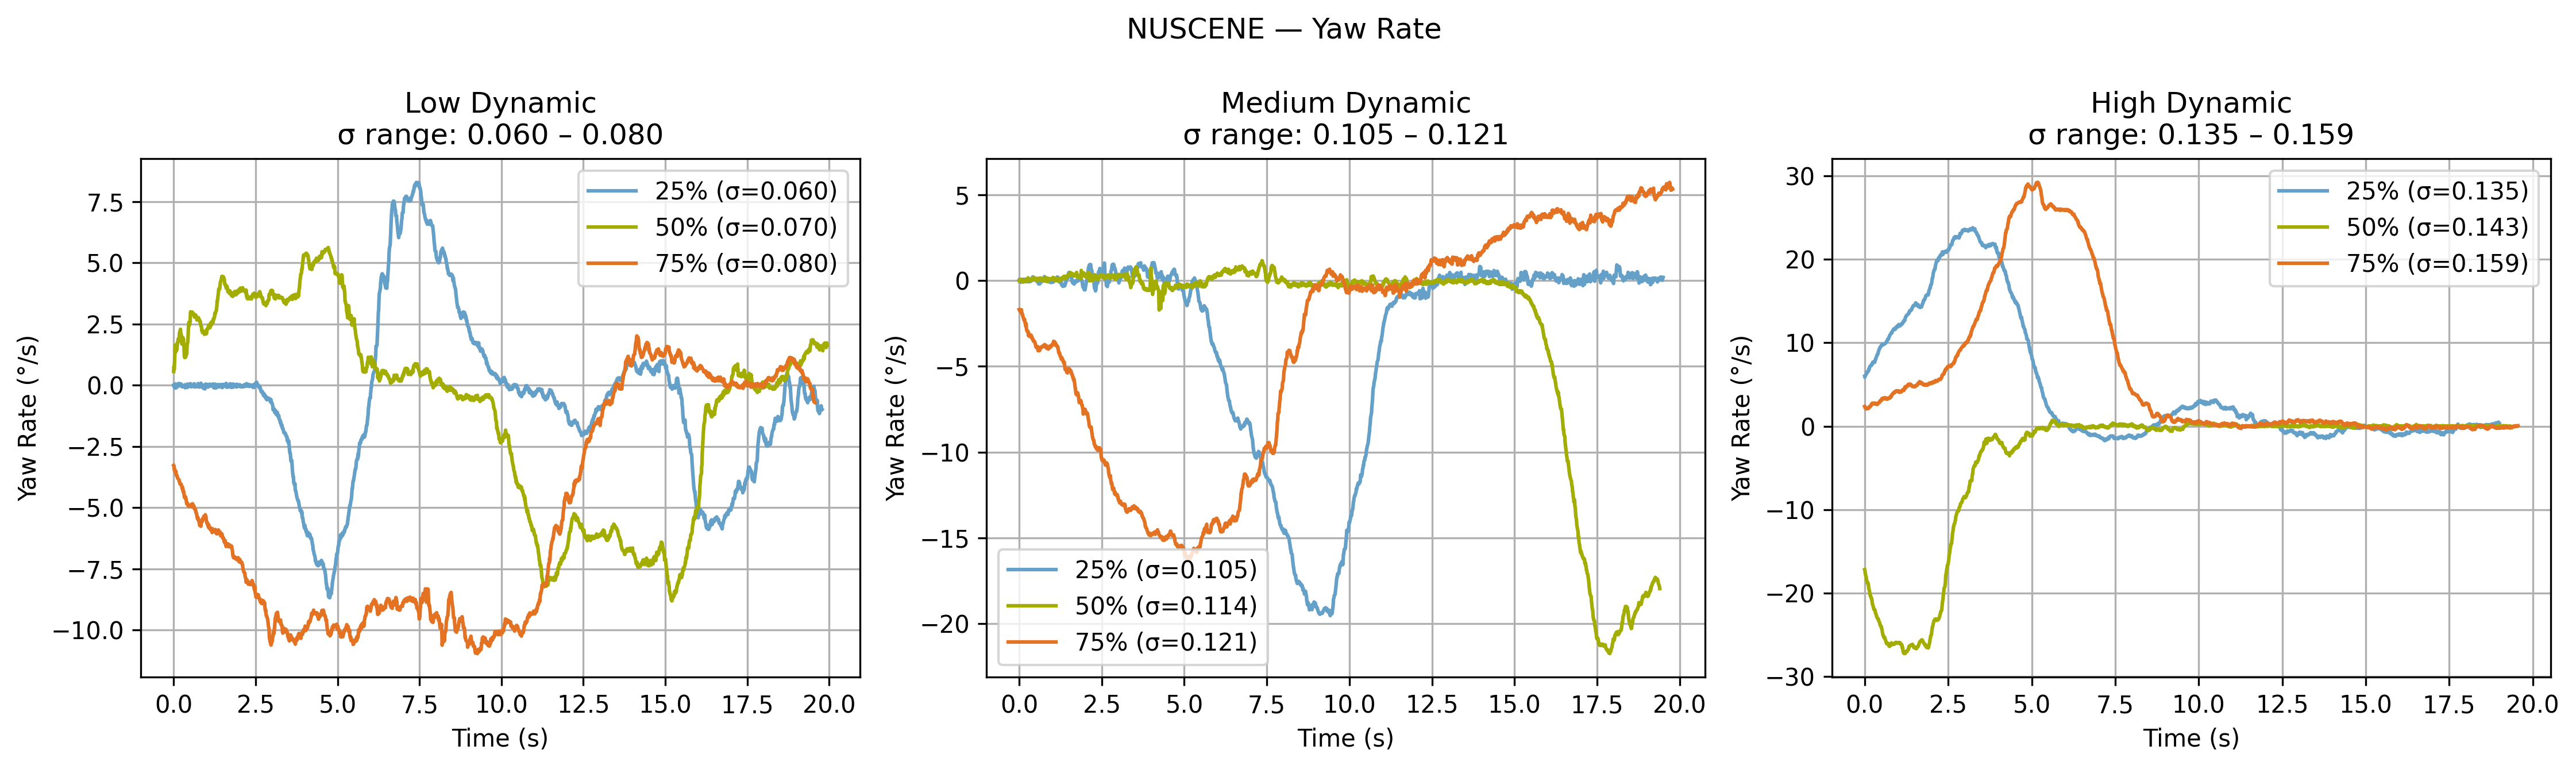 NUSCENE — Yaw Rate
Low Dynamic
σ range: 0.060 – 0.080
7.5
5.0
2.5
0.0
−2.5
−5.0
−7.5
−10.0
Yaw Rate (°/s)
25% (σ=0.060)
50% (σ=0.070)
75% (σ=0.080)
0.0 2.5 5.0 7.5 10.0 12.5 15.0 17.5 20.0
Time (s)
Medium Dynamic
σ range: 0.105 – 0.121
5
0
−5
−10
−15
−20
Yaw Rate (°/s)
25% (σ=0.105)
50% (σ=0.114)
75% (σ=0.121)
0.0 2.5 5.0 7.5 10.0 12.5 15.0 17.5 20.0
Time (s)
High Dynamic
σ range: 0.135 – 0.159
30
20
10
0
−10
−20
−30
Yaw Rate (°/s)
25% (σ=0.135)
50% (σ=0.143)
75% (σ=0.159)
0.0 2.5 5.0 7.5 10.0 12.5 15.0 17.5 20.0
Time (s)